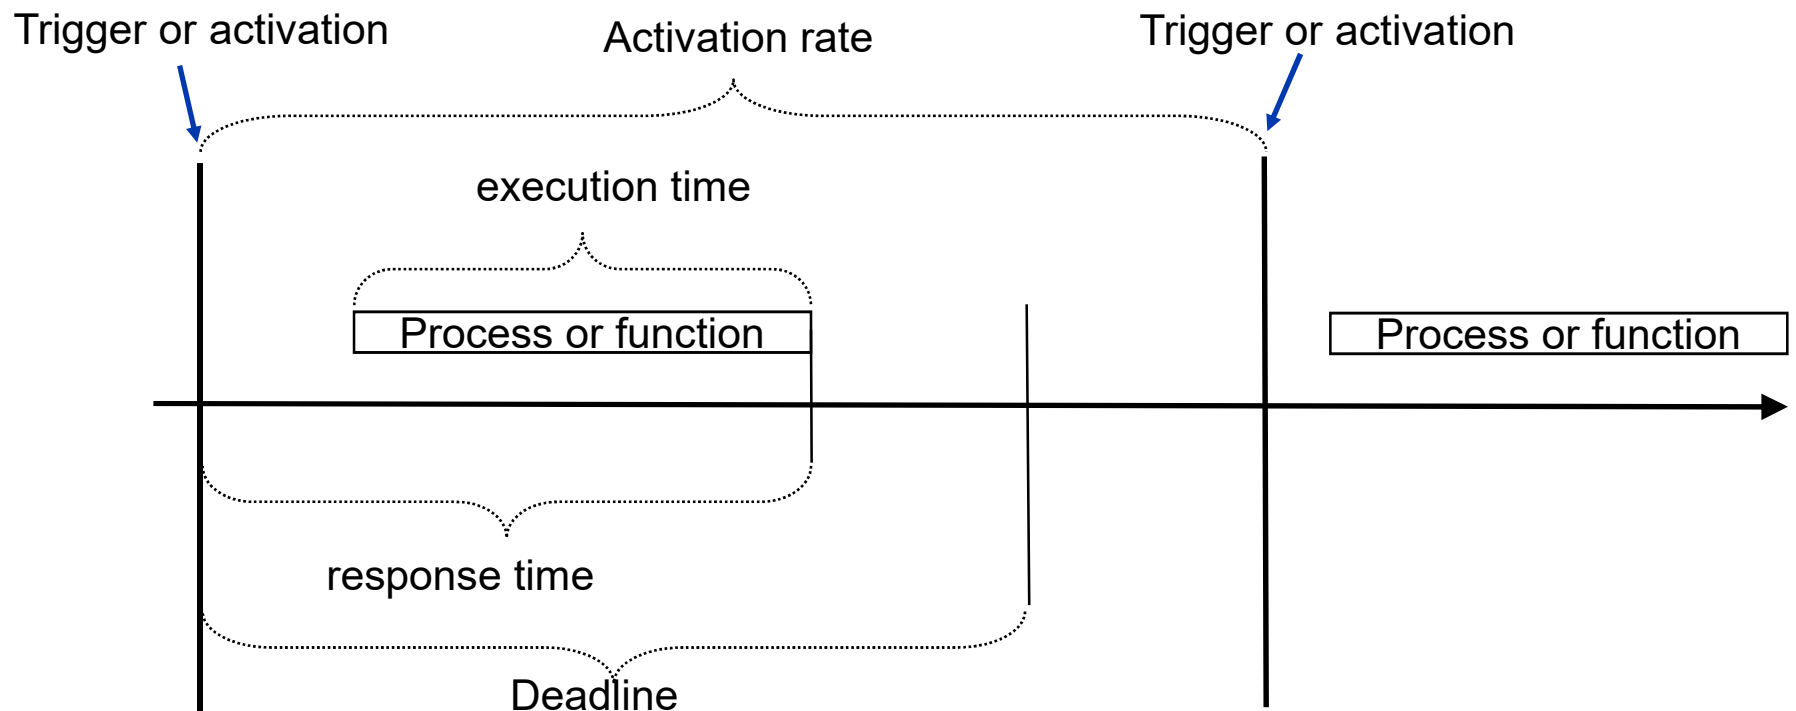 Trigger or activation
Activation rate
Trigger or activation
execution time
Process or function
Process or function
response time
Deadline